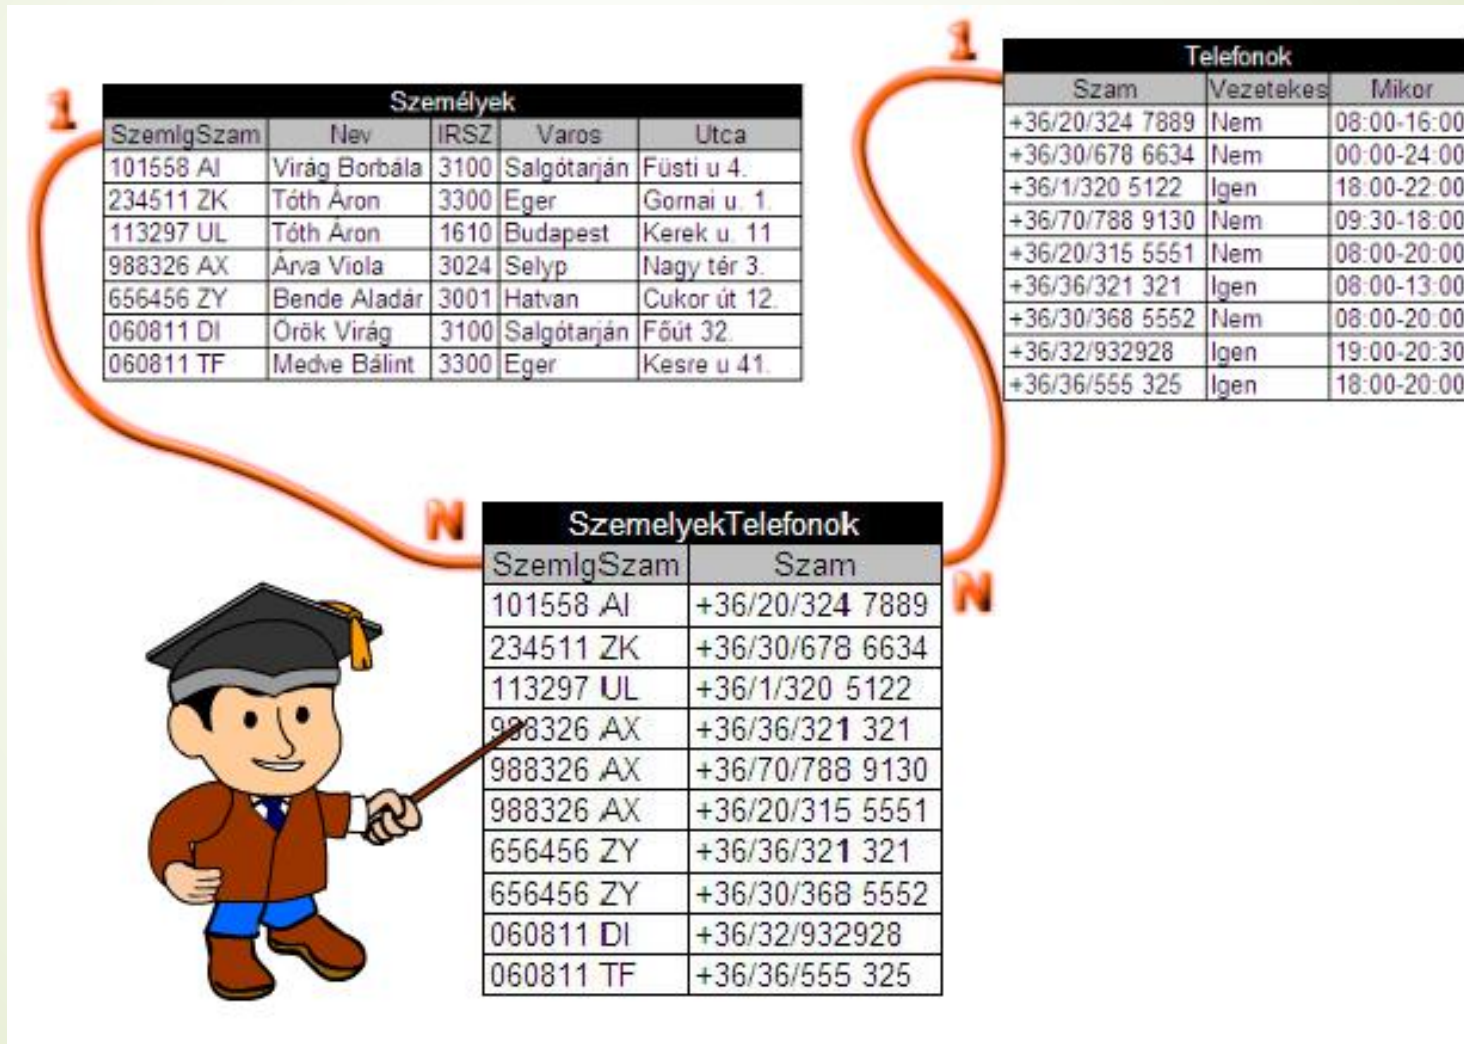 1
Személyek
SzemIgSzam Nev IRSZ Varos Utca
101558 AI Virág Borbála 3100 Salgótarján Füsti u 4.
234511 ZK Tóth Áron 3300 Eger Gornai u. 1.
113297 UL Tóth Áron 1610 Budapest Kerek u. 11
988326 AX Árva Viola 3024 Selyp Nagy tér 3.
656456 ZY Bende Aladár 3001 Hatvan Cukor út 12.
060811 DI Örök Virág 3100 Salgótarján Főút 32.
060811 TF Medve Bálint 3300 Eger Kesre u 41.
1
Telefonok
Szam Vezetekes Mikor
+36/20/324 7889 Nem 08:00-16:00
+36/30/678 6634 Nem 00:00-24:00
+36/1/320 5122 Igen 18:00-22:00
+36/70/788 9130 Nem 09:30-18:00
+36/20/315 5551 Nem 08:00-20:00
+36/36/321 321 Igen 08:00-13:00
+36/30/368 5552 Nem 08:00-20:00
+36/32/932928 Igen 19:00-20:30
+36/36/555 325 Igen 18:00-20:00
N
SzemelyekTelefonok
SzemIgSzam Szam
101558 AI +36/20/324 7889
234511 ZK +36/30/678 6634
113297 UL +36/1/320 5122
988326 AX +36/36/321 321
988326 AX +36/70/788 9130
988326 AX +36/20/315 5551
656456 ZY +36/36/321 321
656456 ZY +36/30/368 5552
060811 DI +36/32/932928
060811 TF +36/36/555 325
N